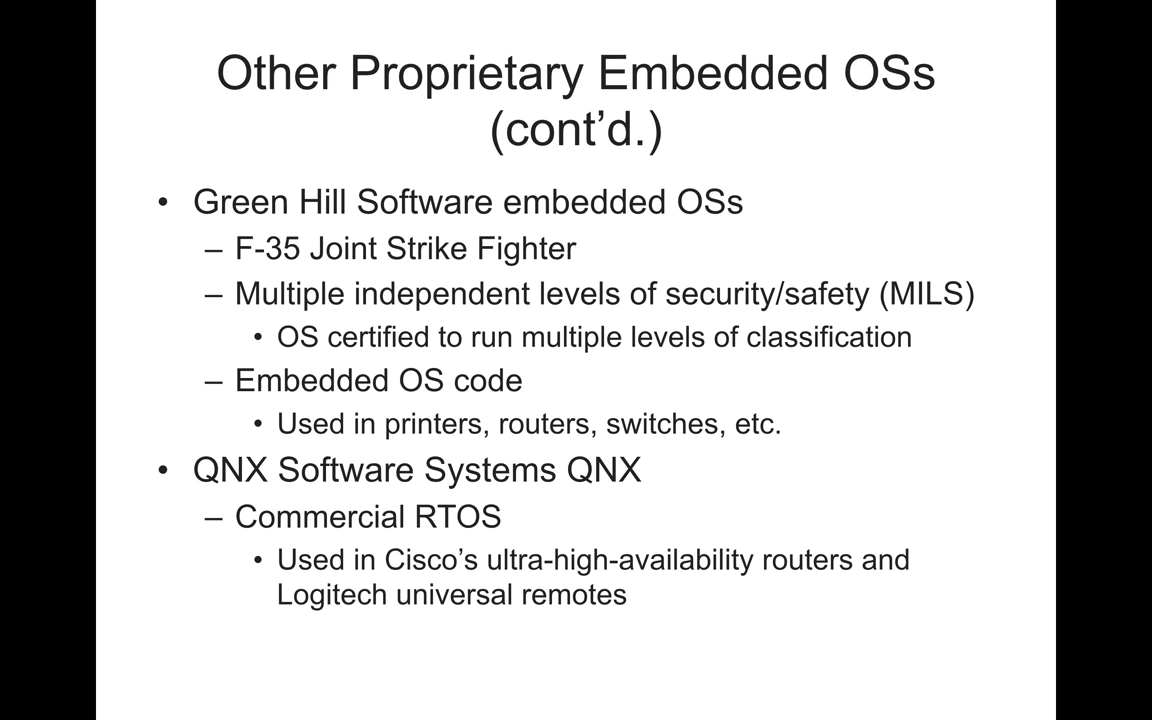 Other Proprietary Embedded OSs
(cont’d.)
• Green Hill Software embedded OSs
– F-35 Joint Strike Fighter
– Multiple independent levels of security/safety (MILS)
• OS certified to run multiple levels of classification
– Embedded OS code
• Used in printers, routers, switches, etc.
• QNX Software Systems QNX
– Commercial RTOS
• Used in Cisco’s ultra-high-availability routers and
Logitech universal remotes